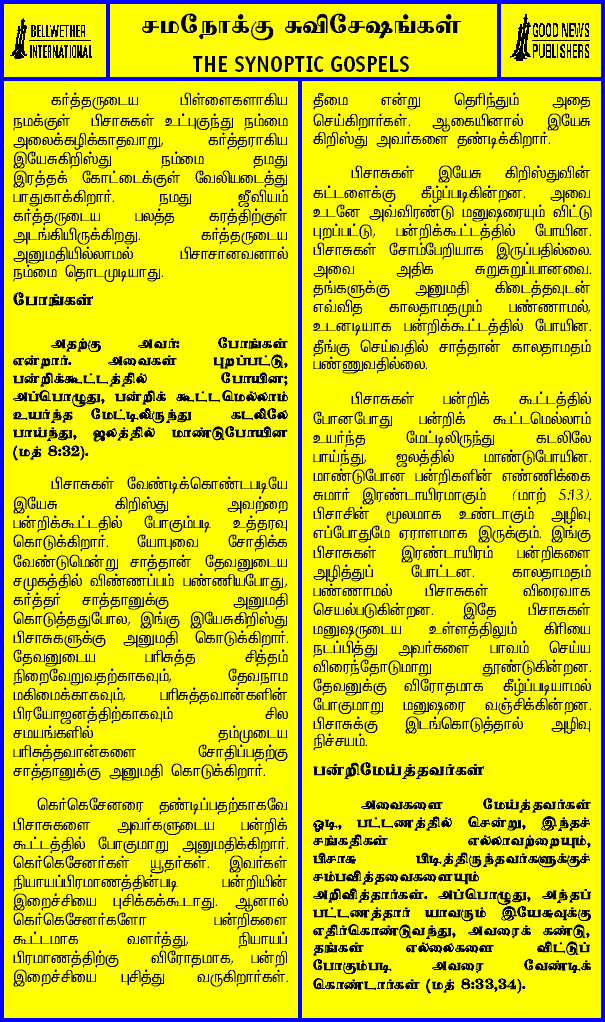 BELLWETHER
INTERNATIONAL
சமநோக்கு சுவிசேஷங்கள்
THE SYNOPTIC GOSPELS
GOOD NEWS
PUBLISHERS
கர்த்தருடைய பிள்ளைகளாகிய
நமக்குள் பிசாசுகள் உட்புகுந்து நம்மை
அலைக்கழிக்காதவாறு, கர்த்தராகிய
இயேசுகிறிஸ்து நம்மை தமது
இரத்தக் கோட்டைக்குள் வேலியடைத்து
பாதுகாக்கிறார். நமது ஜீவியம்
கர்த்தருடைய பலத்த கரத்திற்குள்
அடங்கியிருக்கிறது. கர்த்தருடைய
அனுமதியில்லாமல் பிசாசானவனால்
நம்மை தொடமுடியாது.
போங்கள்
அதற்கு அவர்: போங்கள்
என்றார். அவைகள் புறப்பட்டு,
பன்றிக்கூட்டத்தில் போயின;
அப்பொழுது, பன்றிக் கூட்டமெல்லாம்
உயர்ந்த மேட்டிலிருந்து கடலிலே
பாய்ந்து, ஜலத்தில் மாண்டுபோயின
(மத் 8:32).
பிசாசுகள் வேண்டிக்கொண்டபடியே
இயேசு கிறிஸ்து அவற்றை
பன்றிக்கூட்டதில் போகும்படி உத்தரவு
கொடுக்கிறார். யோபுவை சோதிக்க
வேண்டுமென்று சாத்தான் தேவனுடைய
சமுகத்தில் விண்ணப்பம் பண்ணியபோது,
கர்த்தர் சாத்தானுக்கு அனுமதி
கொடுத்ததுபோல, இங்கு இயேசுகிறிஸ்து
பிசாசுகளுக்கு அனுமதி கொடுக்கிறார்.
தேவனுடைய பரிசுத்த சித்தம்
நிறைவேறுவதற்காகவும், தேவநாம
மகிமைக்காகவும், பரிசுத்தவான்களின்
பிரயோஜனத்திற்காகவும் சில
சமயங்களில் தம்முடைய
பரிசுத்தவான்களை சோதிப்பதற்கு
சாத்தானுக்கு அனுமதி கொடுக்கிறார்.
கெர்கெசேனரை தண்டிப்பதற்காகவே
பிசாசுகளை அவர்களுடைய பன்றிக்
கூட்டத்தில் போகுமாறு அனுமதிக்கிறார்.
கெர்கெசேனர்கள் யூதர்கள். இவர்கள்
நியாயப்பிரமாணத்தின்படி பன்றியின்
இறைச்சியை புசிக்கக்கூடாது. ஆனால்
கெர்கெசேனர்களோ பன்றிகளை
கூட்டமாக வளர்த்து, நியாயப்
பிரமாணத்திற்கு விரோதமாக, பன்றி
இறைச்சியை புசித்து வருகிறார்கள்.
தீமை என்று தெரிந்தும் அதை
செய்கிறார்கள். ஆகையினால் இயேசு
கிறிஸ்து அவர்களை தண்டிக்கிறார்.
பிசாசுகள் இயேசு கிறிஸ்துவின்
கட்டளைக்கு கீழ்ப்படிகின்றன. அவை
உடனே அவ்விரண்டு மனுஷரையும் விட்டு
புறப்பட்டு, பன்றிக்கூட்டத்தில் போயின.
பிசாசுகள் சோம்பேறியாக இருப்பதில்லை.
அவை அதிக சுறுசுறுப்பானவை.
தங்களுக்கு அனுமதி கிடைத்தவுடன்
எவ்வித காலதாமதமும் பண்ணாமல்,
உடனடியாக பன்றிக்கூட்டத்தில் போயின.
தீங்கு செய்வதில் சாத்தான் காலதாமதம்
பண்ணுவதில்லை.
பிசாசுகள் பன்றிக் கூட்டத்தில்
போனபோது பன்றிக் கூட்டமெல்லாம்
உயர்ந்த மேட்டிலிருந்து கடலிலே
பாய்ந்து, ஜலத்தில் மாண்டுபோயின.
மாண்டுபோன பன்றிகளின் எண்ணிக்கை
சுமார் இரண்டாயிரமாகும் (மாற் 5:13).
பிசாசின் மூலமாக உண்டாகும் அழிவு
எப்போதுமே ஏராளமாக இருக்கும். இங்கு
பிசாசுகள் இரண்டாயிரம் பன்றிகளை
அழித்துப் போட்டன. காலதாமதம்
பண்ணாமல் பிசாசுகள் விரைவாக
செயல்படுகின்றன. இதே பிசாசுகள்
மனுஷருடைய உள்ளத்திலும் கிரியை
நடப்பித்து அவர்களை பாவம் செய்ய
விரைந்தோடுமாறு தூண்டுகின்றன.
தேவனுக்கு விரோதமாக கீழ்ப்படியாமல்
போகுமாறு மனுஷரை வஞ்சிக்கின்றன.
பிசாசுக்கு இடங்கொடுத்தால் அழிவு
நிச்சயம்.
பன்றிமேய்த்தவர்கள்
அவைகளை மேய்த்தவர்கள்
ஓடி, பட்டணத்தில் சென்று, இந்தச்
சங்கதிகள் எல்லாவற்றையும்,
பிசாசு பிடித்திருந்தவர்களுக்குச்
சம்பவித்தவைகளையும்
அறிவித்தார்கள். அப்பொழுது, அந்தப்
பட்டணத்தார் யாவரும் இயேசுவுக்கு
எதிர்கொண்டுவந்து, அவரைக் கண்டு,
தங்கள் எல்லைகளை விட்டுப்
போகும்படி அவரை வேண்டிக்
கொண்டார்கள் (மத் 8:33,34).